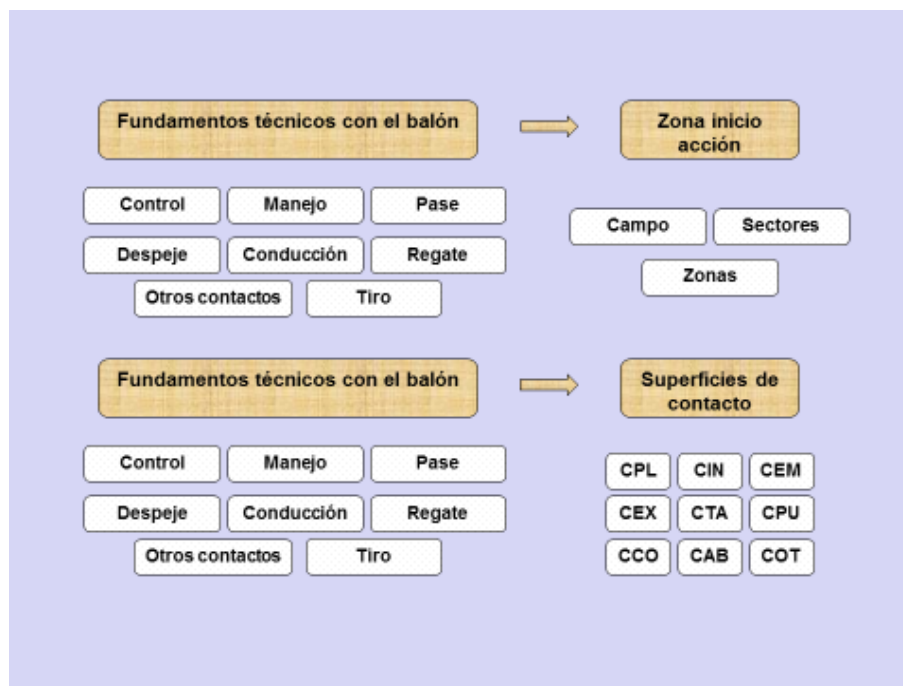 Fundamentos técnicos con el balón
Zona inicio
acción
Control
Manejo
Pase
Campo
Sectores
Despeje
Conducción
Regate
Zonas
Otros contactos
Tiro
Fundamentos técnicos con el balón
Superficies de
contacto
Control
Manejo
Pase
CPL
CIN
CEM
Despeje
Conducción
Regate
CEX
CTA
CPU
Otros contactos
Tiro
CCO
CAB
COT